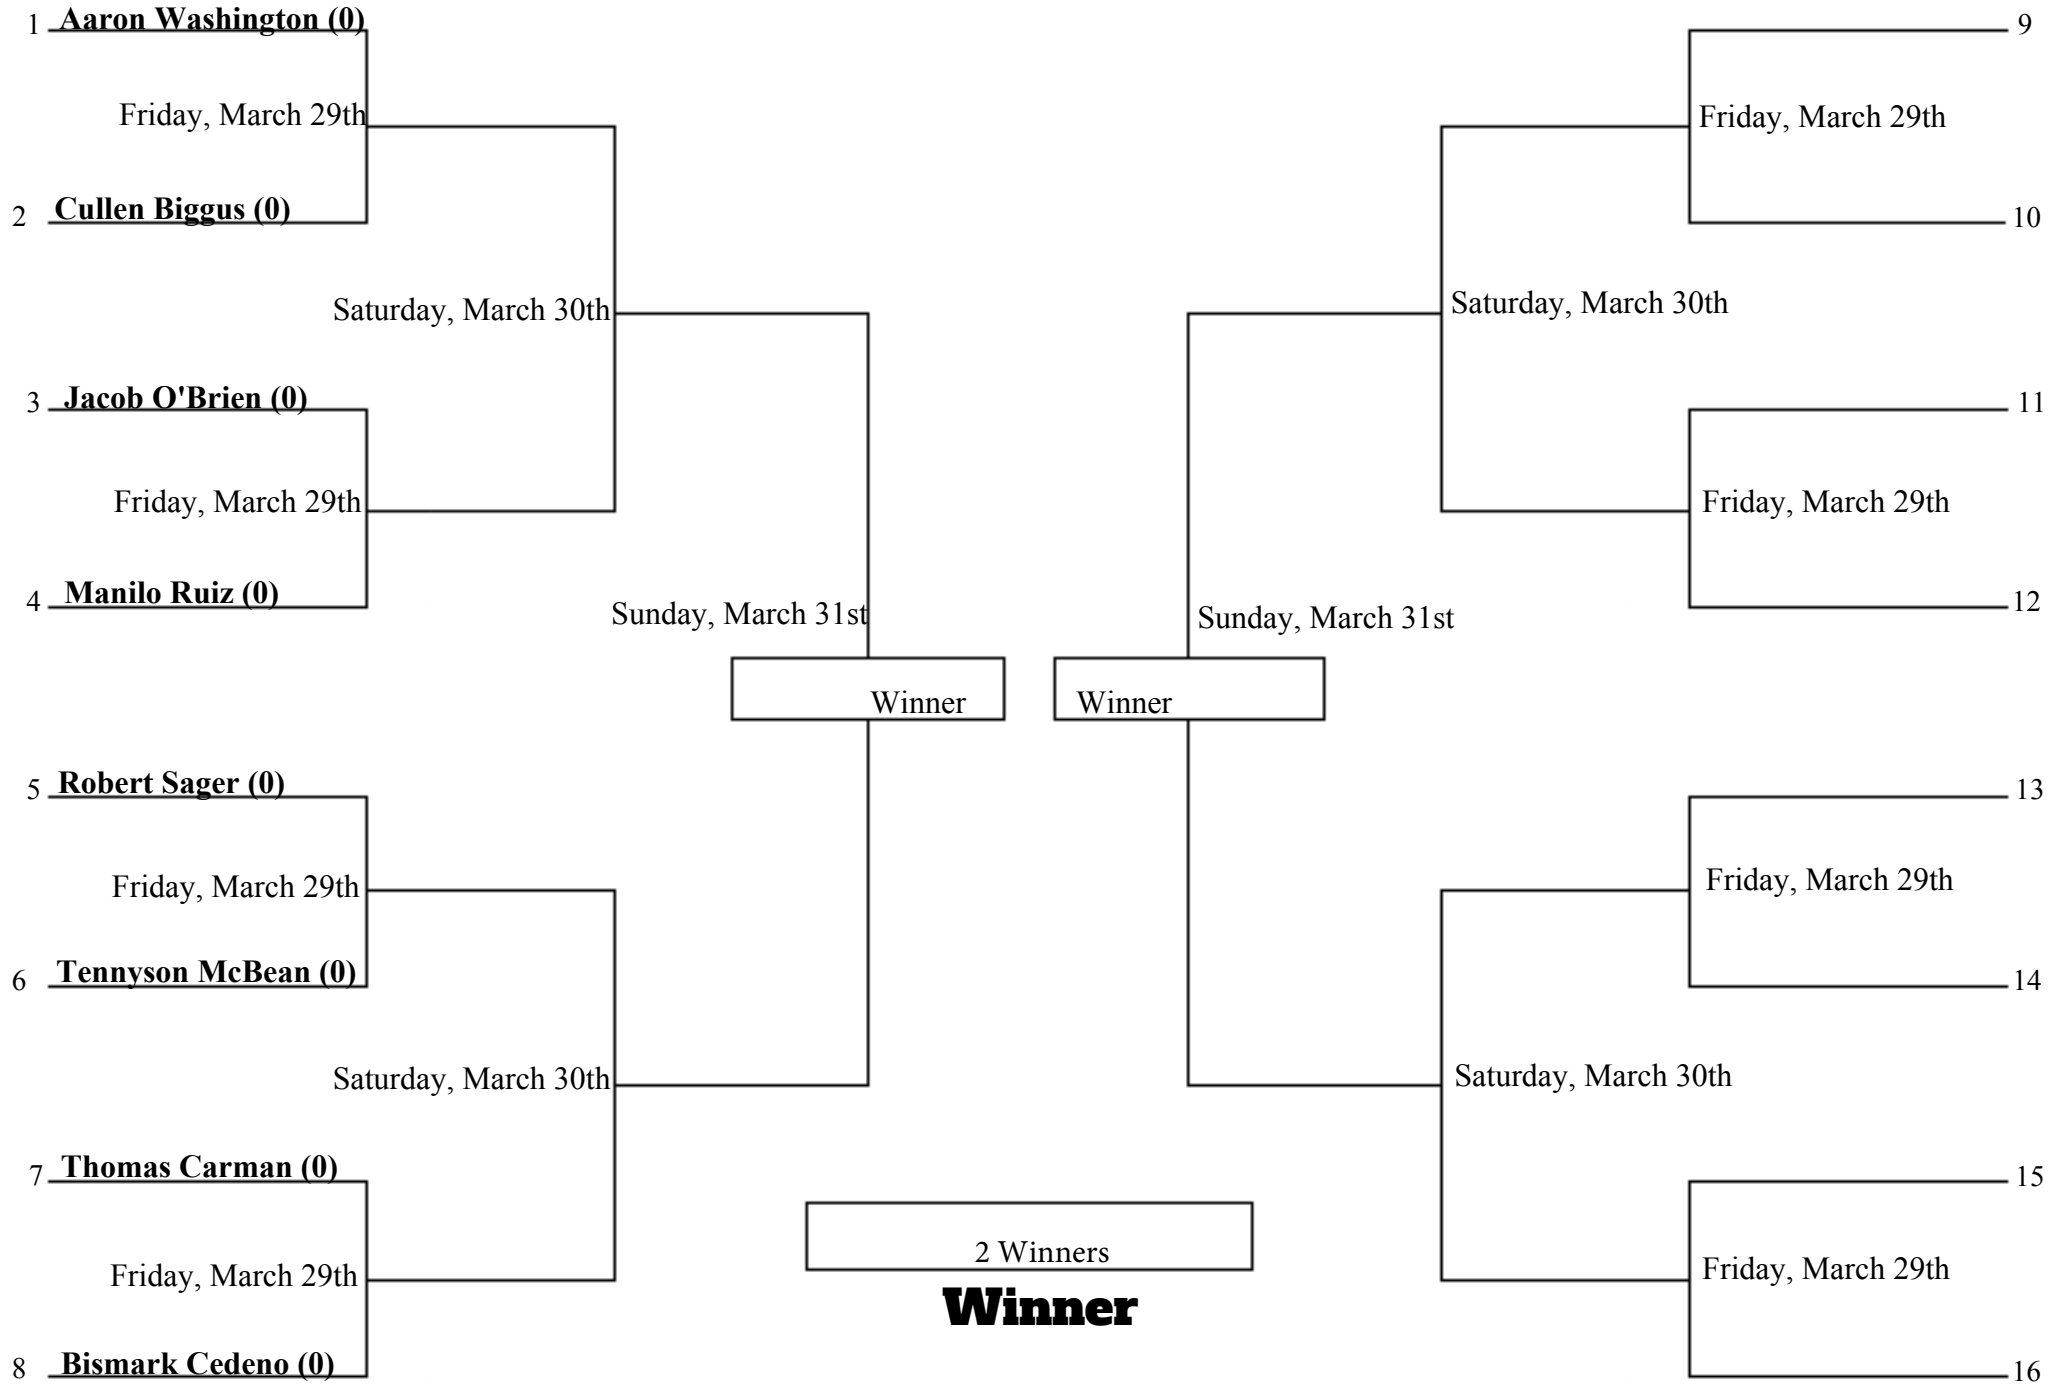 1 Aaron Washington (0)
Friday, March 29th
2 Cullen Biggus (0)
Saturday, March 30th
3 Jacob O'Brien (0)
Friday, March 29th
4 Manilo Ruiz (0)
Sunday, March 31st
Winner
5 Robert Sager (0)
Friday, March 29th
6 Tennyson McBean (0)
Saturday, March 30th
7 Thomas Carman (0)
Friday, March 29th
8 Bismark Cedeno (0)
9
Friday, March 29th
10
Saturday, March 30th
11
Friday, March 29th
12
Sunday, March 31st
Winner
13
Friday, March 29th
14
Saturday, March 30th
15
Friday, March 29th
16
2 Winners
Winner